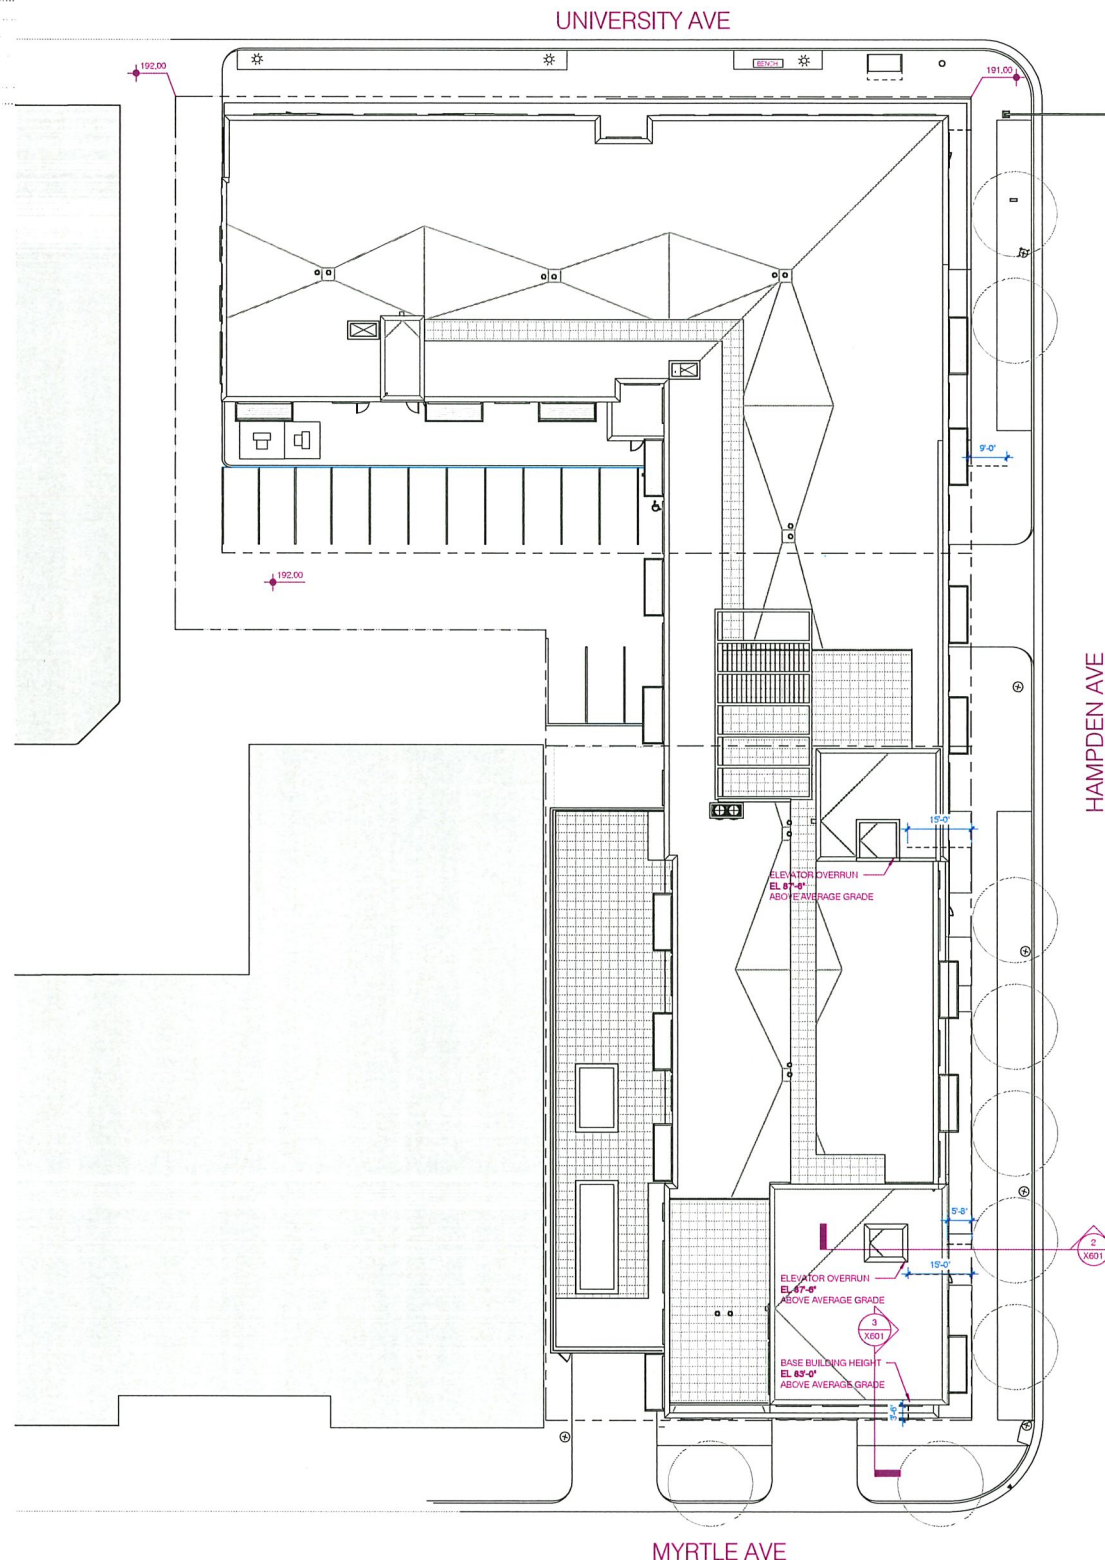 UNIVERSITY AVE
192.00
BENCH
191.00
9'-0"
192.00
HAMPDEN AVE
15'-0"
ELEVATOR OVERRUN
EL 87'-6"
ABOVE AVERAGE GRADE
5'-8"
2
X601
15'-0"
ELEVATOR OVERRUN
EL 87'-6"
ABOVE AVERAGE GRADE
3
X601
BASE BUILDING HEIGHT
EL 83'-0"
ABOVE AVERAGE GRADE
3'-6"
MYRTLE AVE